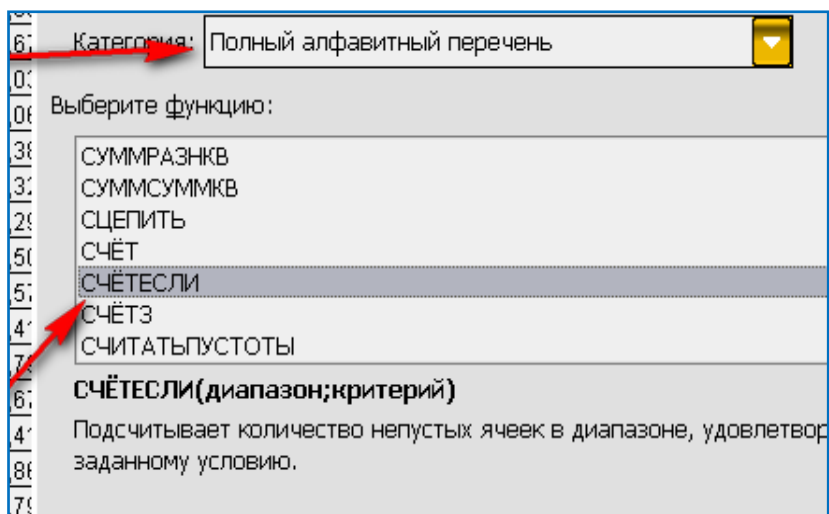 Категория: Полный алфавитный перечень
Выберите функцию:
СУММРАЗНКВ
СУММСУММКВ
СЦЕПИТЬ
СЧЁТ
СЧЁТЕСЛИ
СЧЁТЗ
СЧИТАТЬПУСТОТЫ
СЧЁТЕСЛИ(диапазон;критерий)
Подсчитывает количество непустых ячеек в диапазоне, удовлетвор
заданному условию.